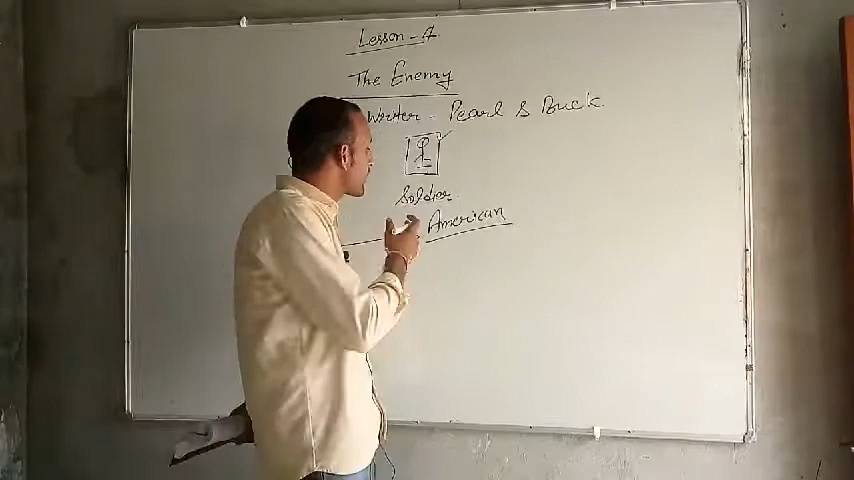 Lesson - 4
The Enemy
Writer - Pearl S Buck.
Soldier
American